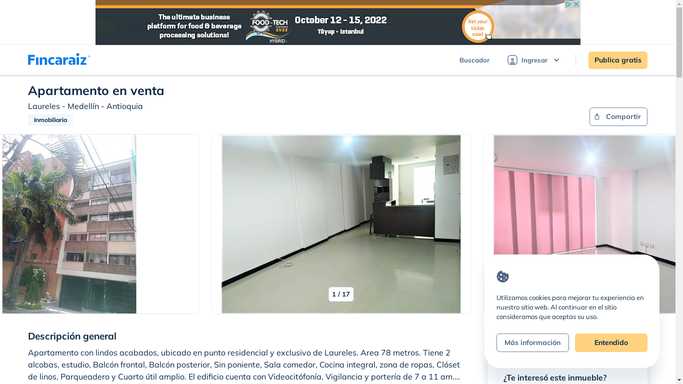 The ultimate business
platform for food & beverage
processing solutions!
FOOD-TECH
HYBRID
October 12 - 15, 2022
Tüyap - Istanbul
Fincaraiz
Buscador
Ingresar
Publica gratis
Apartamento en venta
Laureles - Medellín - Antioquia
Inmobiliaria
Compartir
1 / 17
Utilizamos cookies para mejorar tu experiencia en
nuestro sitio web. Al continuar en el sitio
consideramos que aceptas su uso.
Más información
Entendido
Descripción general
Apartamento con lindos acabados, ubicado en punto residencial y exclusivo de Laureles. Area 78 metros. Tiene 2
alcobas, estudio, Balcón frontal, Balcón posterior, Sin poniente, Sala comedor, Cocina integral, zona de ropas, Clóset
de linos, Parqueadero y Cuarto útil amplio. El edificio cuenta con Videocitófonía, Vigilancia y portería de 7 a 11 am....
¿Te interesó este inmueble?